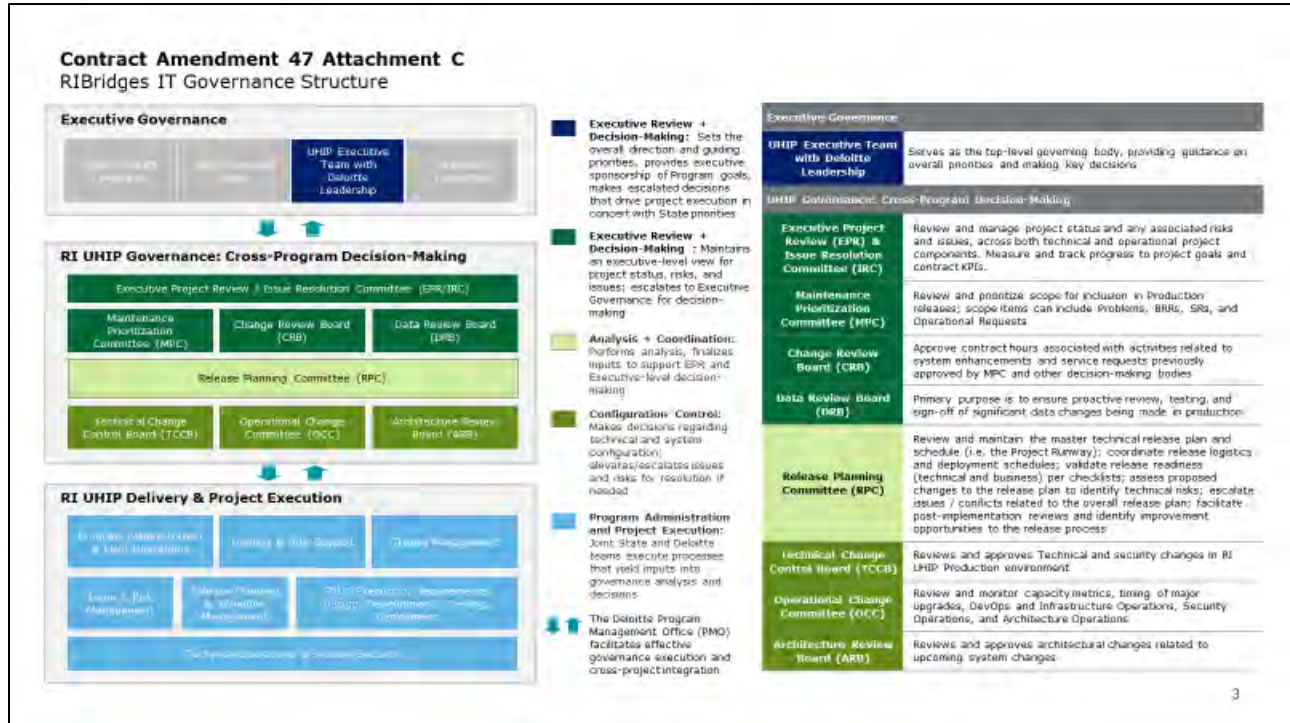 Contract Amendment 47 Attachment C
RIBridges IT Governance Structure
Executive Governance
UHIP Executive
Team with
Deloitte
Leadership
RI UHIP Governance: Cross-Program Decision-Making
Executive Project Review / Issue Resolution Committee (EPR/IRC)
Maintenance
Prioritization
Committee (MPC)
Change Review Board
(CRB)
Data Review Board
(DRB)
Release Planning Committee (RPC)
Technical Change
Control Board (TCCB)
Operational Change
Committee (OCC)
Architecture Review
Board (ARB)
RI UHIP Delivery & Project Execution
Management
Management
Executive Review +
Decision-Making: Sets the
overall direction and guiding
priorities, provides executive
sponsorship of Program goals,
makes escalated decisions
that drive project execution in
concert with State priorities
Executive Review +
Decision-Making : Maintains
an executive-level view for
project status, risks, and
issues; escalates to Executive
Governance for decision-
making
Analysis + Coordination:
Performs analysis, finalizes
inputs to support EPR and
Executive-level decision-
making
Configuration Control:
Makes decisions regarding
technical and system
configuration;
elevates/escalates issues
and risks for resolution if
needed
Program Administration
and Project Execution:
Joint State and Deloitte
teams execute processes
that yield inputs into
governance analysis and
decisions
The Deloitte Program
Management Office (PMO)
facilitates effective
governance execution and
cross-project integration
Executive Governance
UHIP Executive Team
with Deloitte
Leadership
Serves as the top-level governing body, providing guidance on
overall priorities and making key decisions
UHIP Governance: Cross-Program Decision-Making
Executive Project
Review (EPR) &
Issue Resolution
Committee (IRC)
Review and manage project status and any associated risks
and issues, across both technical and operational project
components. Measure and track progress to project goals and
contract KPIs.
Maintenance
Prioritization
Committee (MPC)
Review and prioritize scope for inclusion in Production
releases; scope items can include Problems, BRRs, SRs, and
Operational Requests
Change Review
Board (CRB)
Approve contract hours associated with activities related to
system enhancements and service requests previously
approved by MPC and other decision-making bodies
Data Review Board
(DRB)
Primary purpose is to ensure proactive review, testing, and
sign-off of significant data changes being made in production
Release Planning
Committee (RPC)
Review and maintain the master technical release plan and
schedule (i.e. the Project Runway); coordinate release logistics
and deployment schedules; validate release readiness
(technical and business) per checklists; assess proposed
changes to the release plan to identify technical risks; escalate
issues / conflicts related to the overall release plan; facilitate
post-implementation reviews and identify improvement
opportunities to the release process
Technical Change
Control Board (TCCB)
Reviews and approves Technical and security changes in RI
UHIP Production environment
Operational Change
Committee (OCC)
Review and monitor capacity metrics, timing of major
upgrades, DevOps and Infrastructure Operations, Security
Operations, and Architecture Operations
Architecture Review
Board (ARB)
Reviews and approves architectural changes related to
upcoming system changes
3